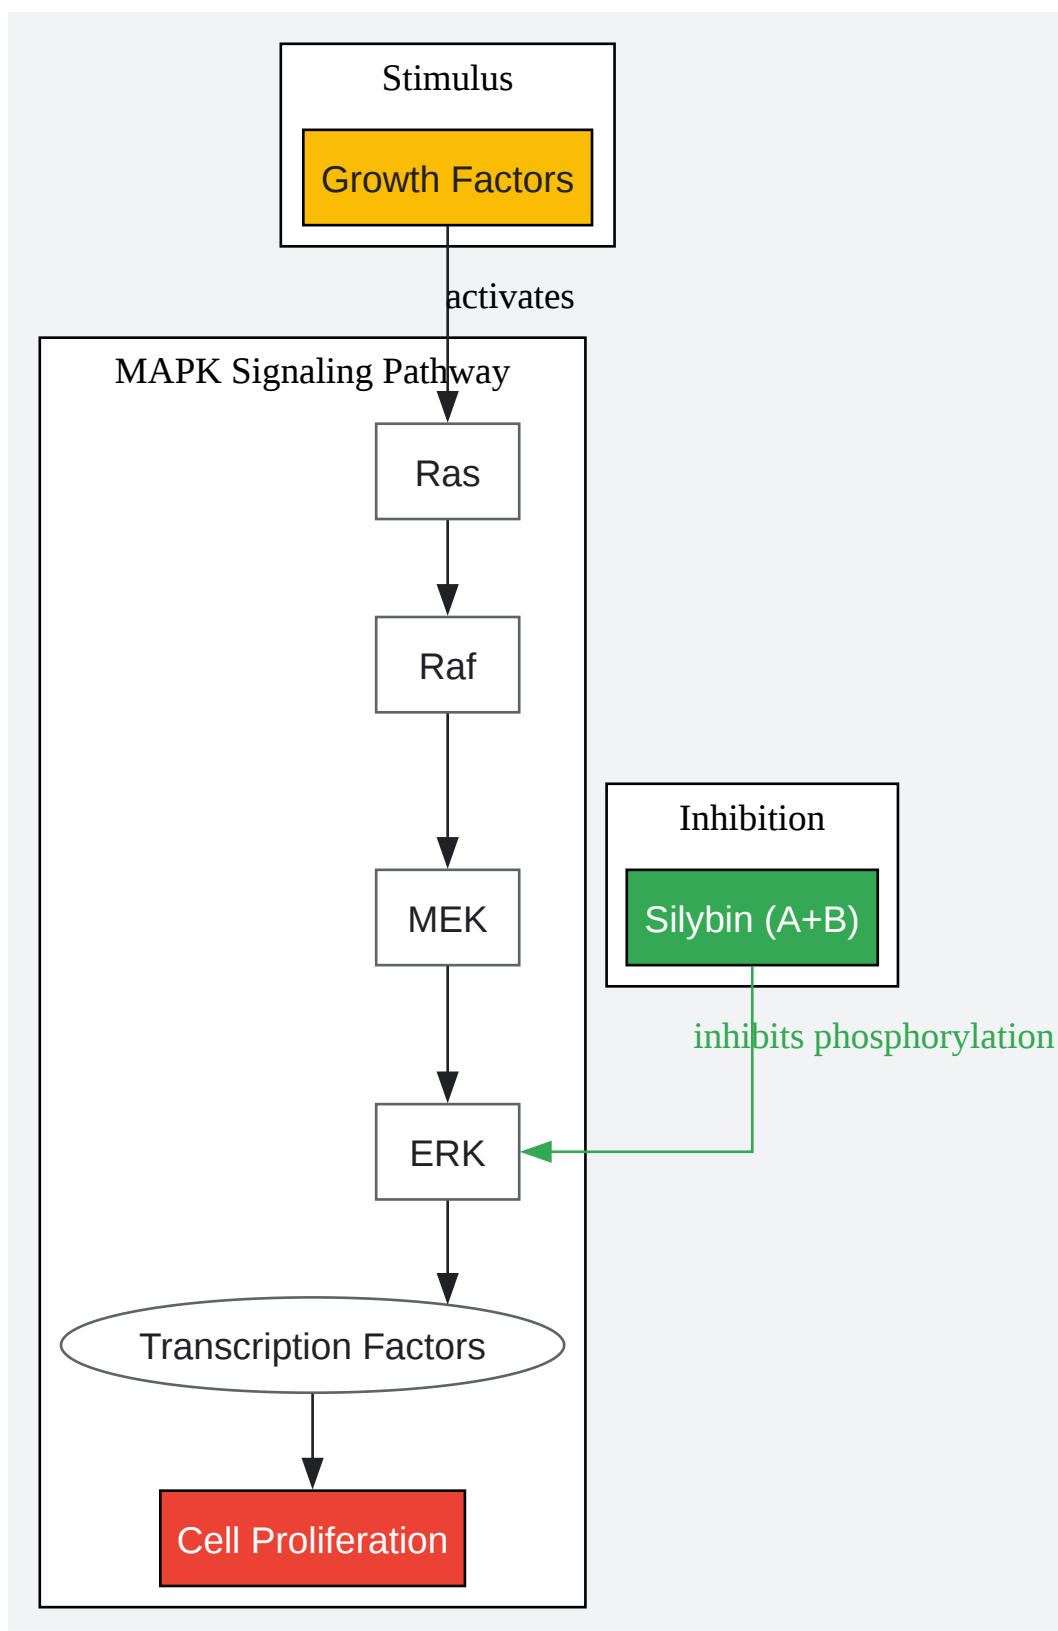 Stimulus
Growth Factors
activates
MAPK Signaling Pathway
Ras
Raf
Inhibition
MEK
Silybin (A+B)
inhibits phosphorylation
ERK
Transcription Factors
Cell Proliferation